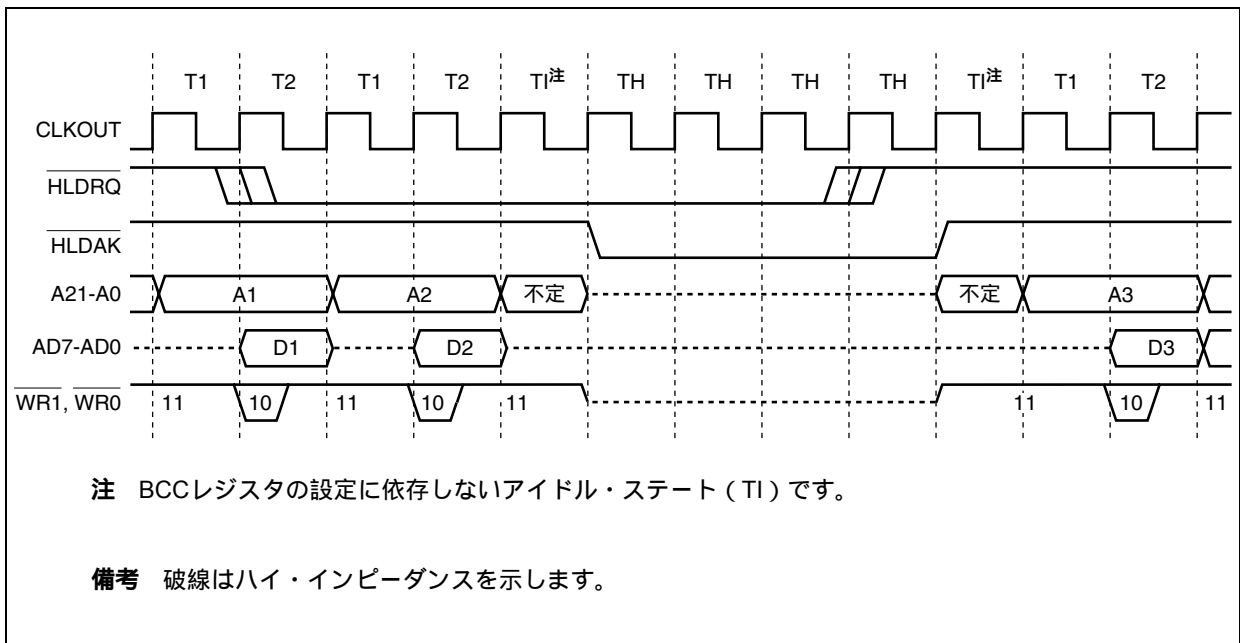 T1 T2 T1 T2 TI注 TH TH TH TH TI注 T1 T2
CLKOUT
HLDRQ
HLDAK
A21-A0 A1 A2 不定 不定 A3
AD7-AD0 D1 D2 D3
WR1, WR0 11 10 11 10 11 11 10 11
注 BCCレジスタの設定に依存しないアイドル・ステート（TI）です。
備考 破線はハイ・インピーダンスを示します。